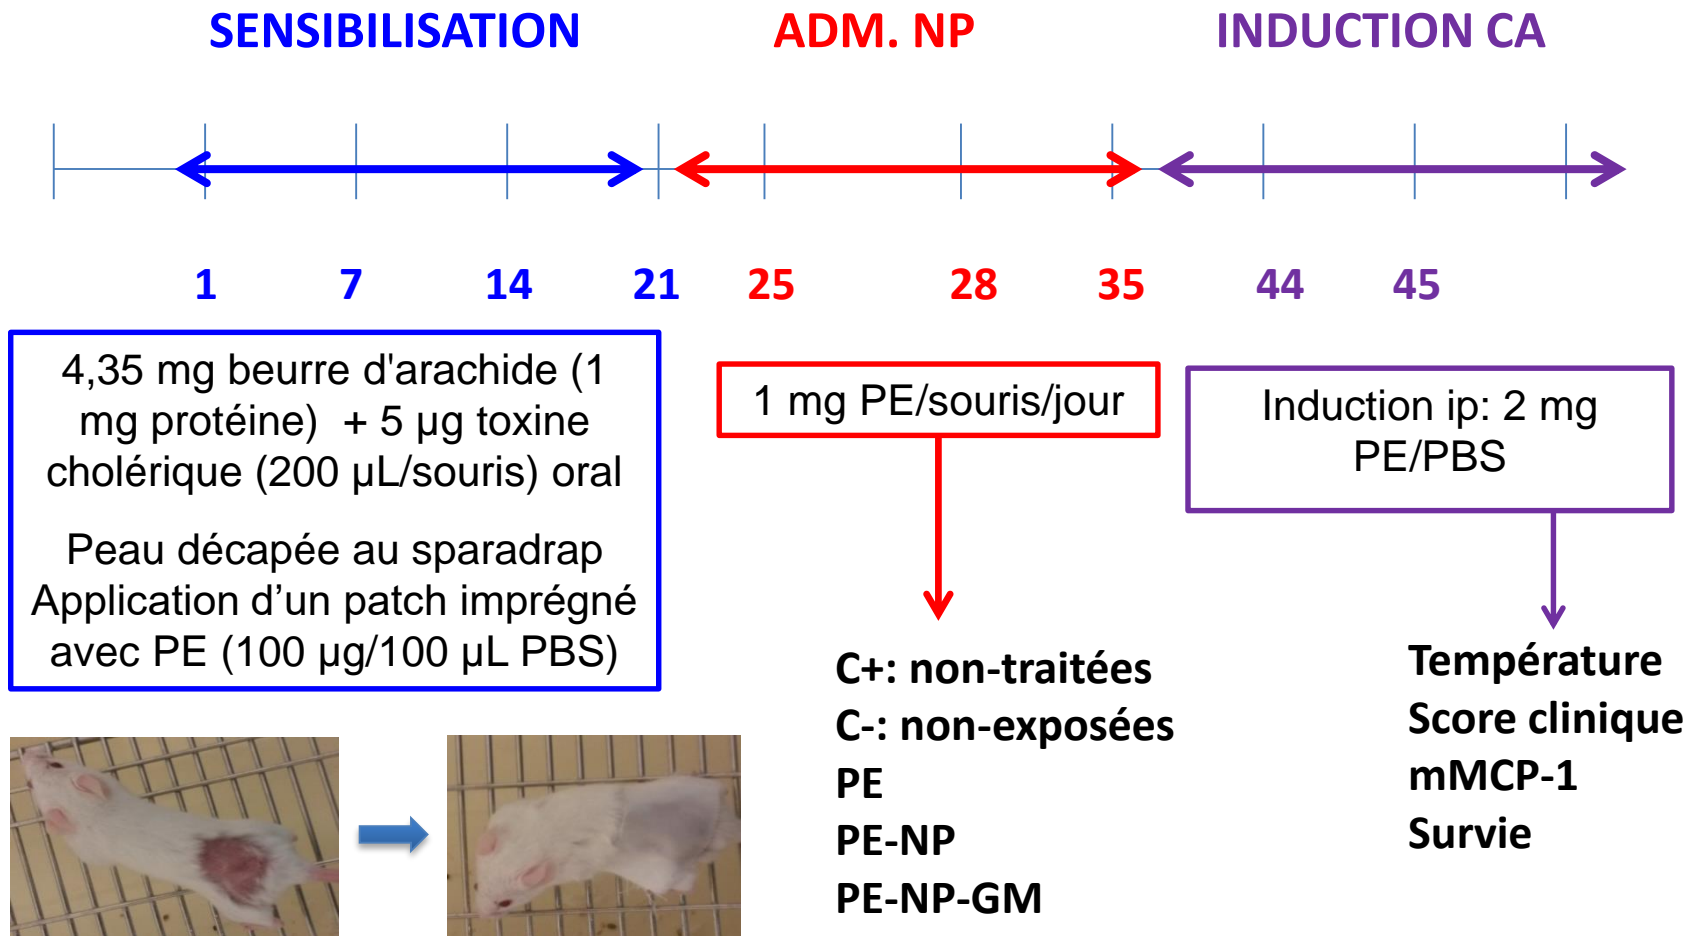 SENSIBILISATION
ADM. NP
INDUCTION CA
1 7 14 21 25 28 35 44 45
4,35 mg beurre d'arachide (1
mg protéine) + 5 µg toxine
cholérique (200 µL/souris) oral
Peau décapée au sparadrap
Application d’un patch imprégné
avec PE (100 µg/100 µL PBS)
1 mg PE/souris/jour
C+: non-traitées
C-: non-exposées
PE
PE-NP
PE-NP-GM
Induction ip: 2 mg
PE/PBS
Température
Score clinique
mMCP-1
Survie